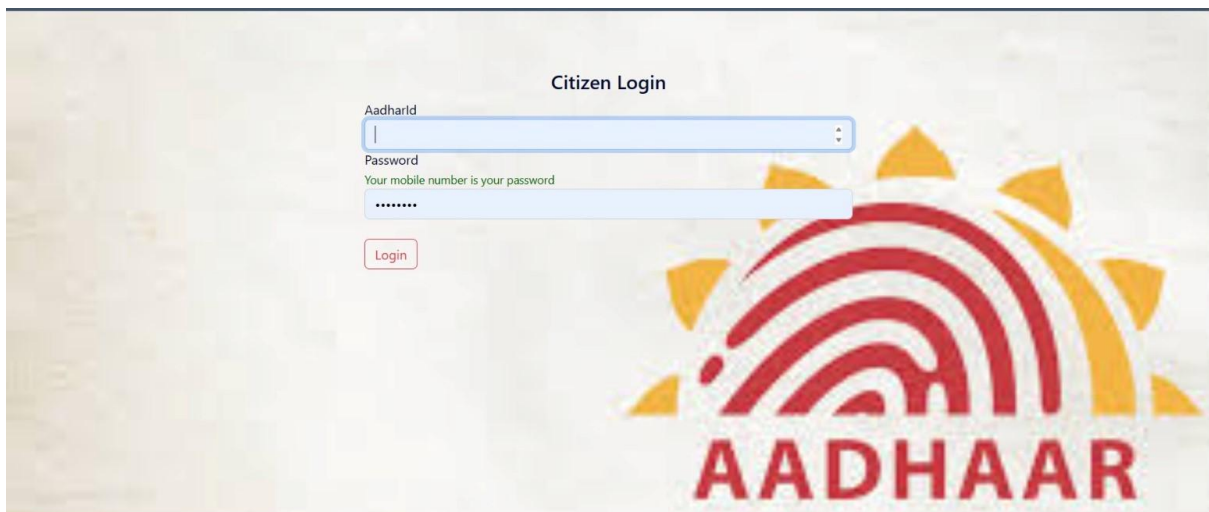 Citizen Login
AadharId
Password
Your mobile number is your password
••••••••
Login
AADHAAR